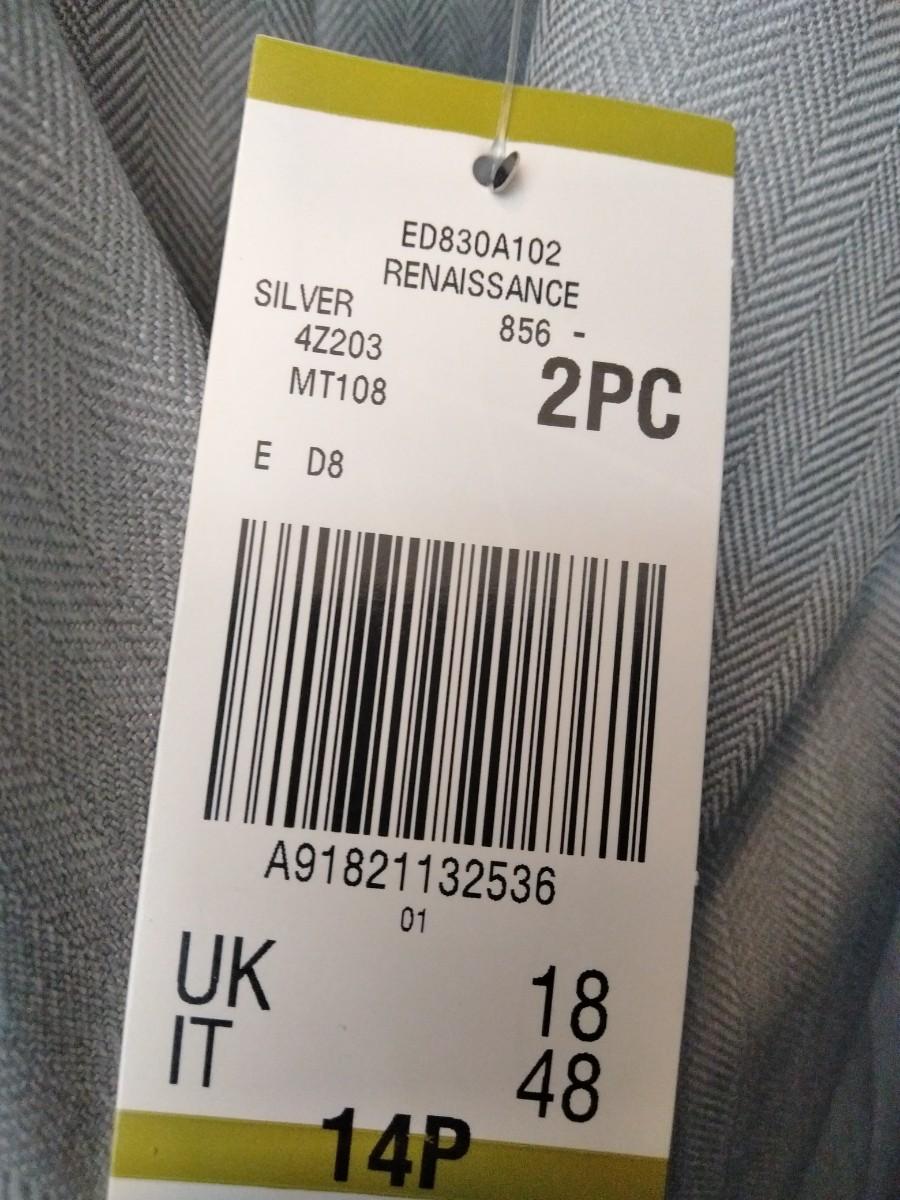 ED830A102
RENAISSANCE
SILVER 856 -
4Z203
2PC
MT108
E D8
A91821132536
01
UK 18
IT 48
14P